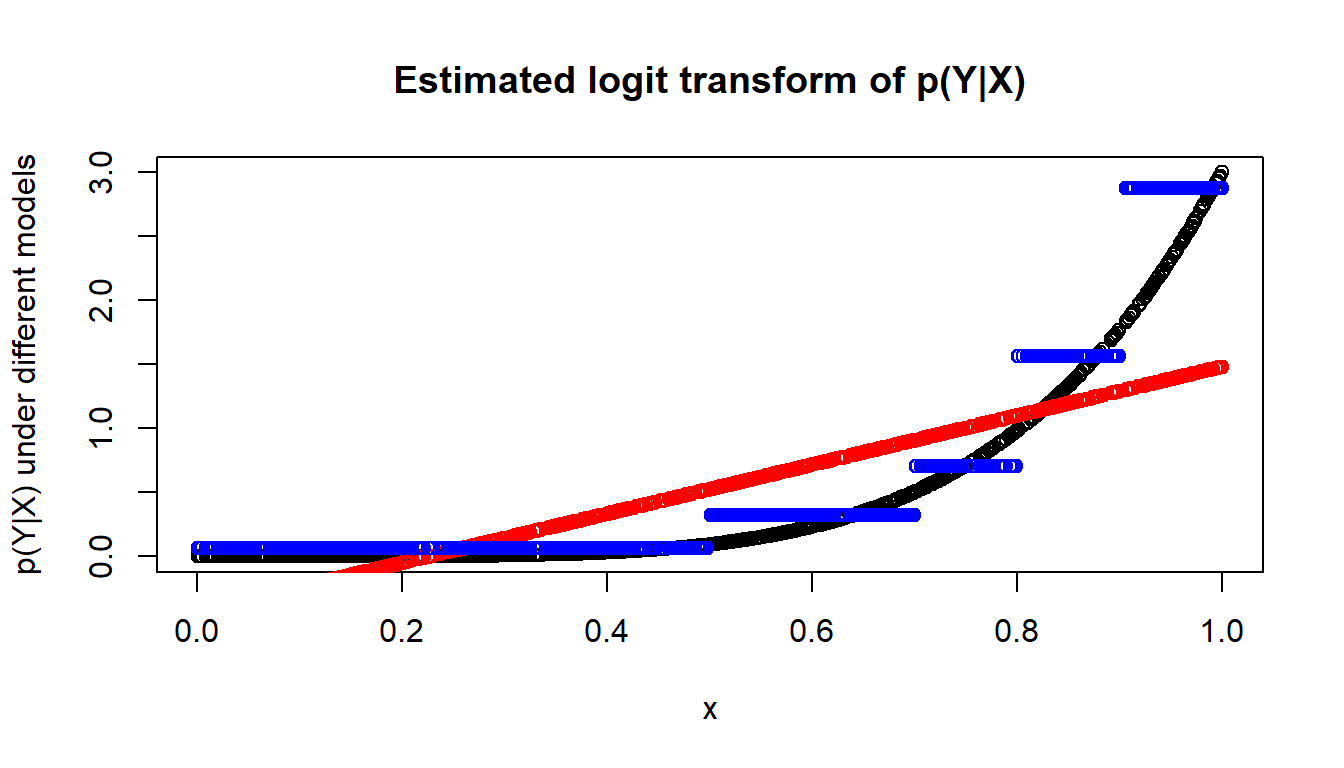 Estimated logit transform of p(Y|X)
p(Y|X) under different models
3.0
2.0
1.0
0.0
0.0 0.2 0.4 0.6 0.8 1.0
x